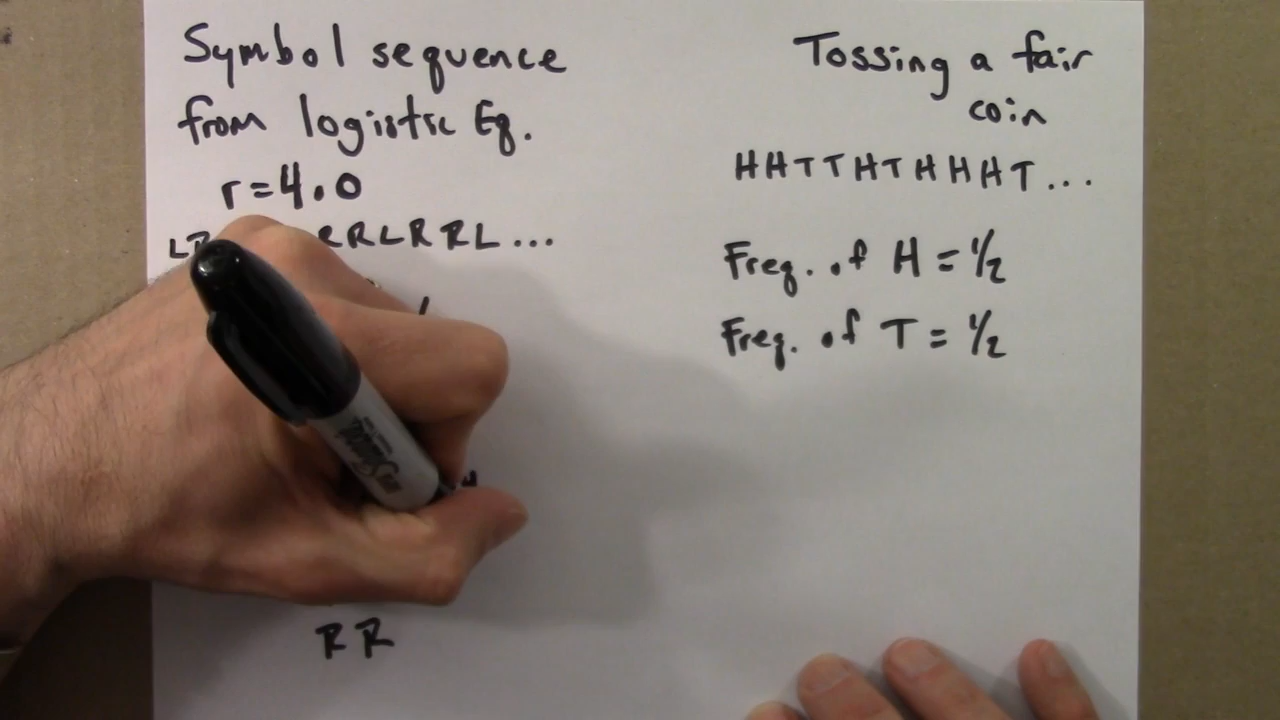 Symbol sequence
from logistic Eq.
r=4.0
RRLRRL...
RR
Tossing a fair
coin
HHTTHTHHHT...
Freq. of H = 1/2
Freq. of T = 1/2
Sharpie